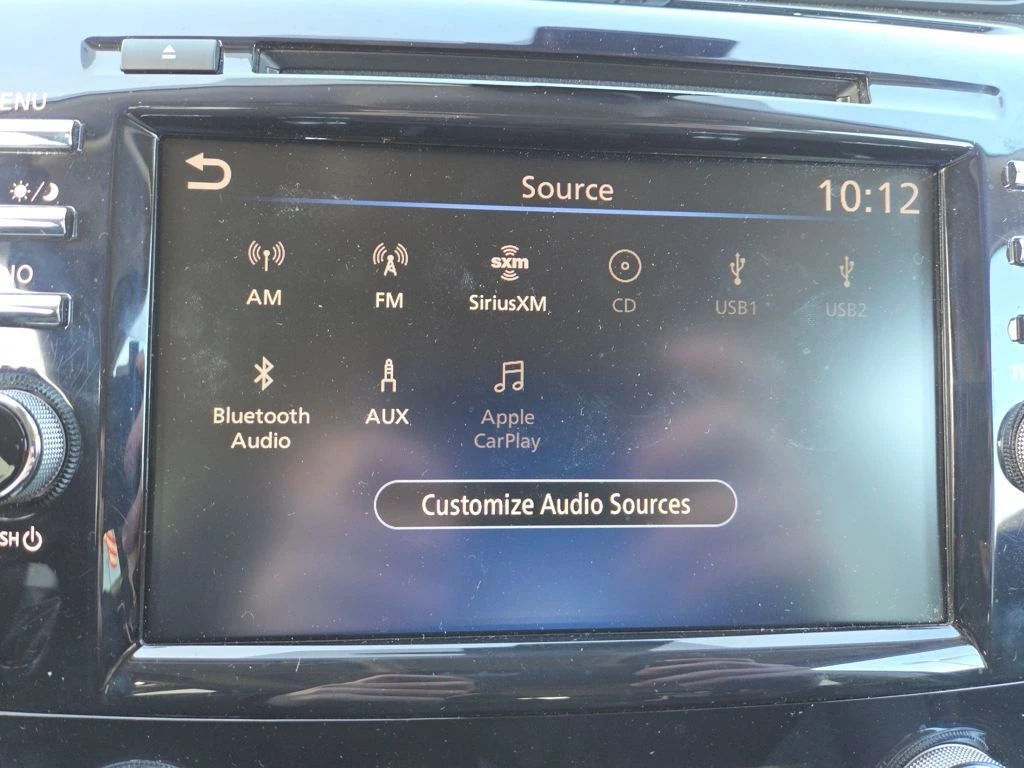 ENU
Source
10:12
IO
sxm
AM
FM
SiriusXM
CD
USB1
USB2
Bluetooth
Audio
AUX
Apple
CarPlay
Customize Audio Sources
SH